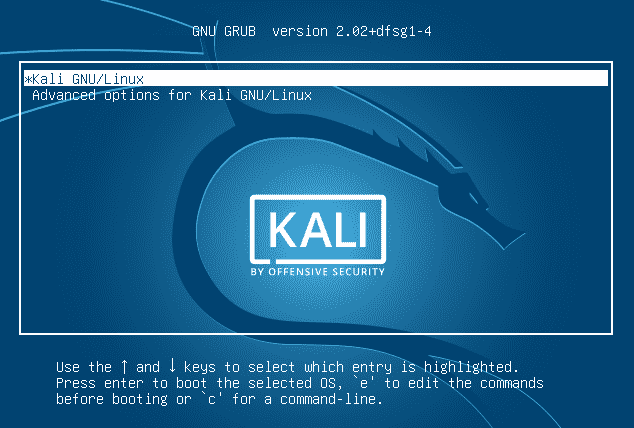 GNU GRUB  version 2.02+dfsg1-4
*Kali GNU/Linux
Advanced options for Kali GNU/Linux
KALI
BY OFFENSIVE SECURITY
Use the ↑ and ↓ keys to select which entry is highlighted.
Press enter to boot the selected OS, `e' to edit the commands
before booting or `c' for a command-line.